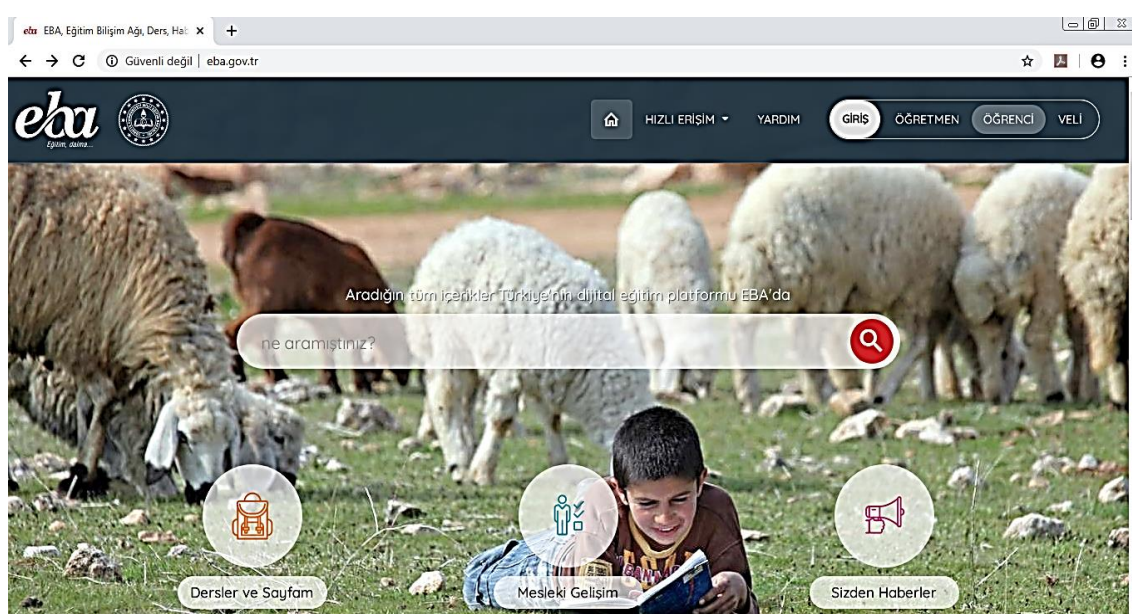 eba EBA, Eğitim Bilişim Ağı, Ders, Hab
Güvenli değil | eba.gov.tr
eba
Eğitim, daima...
HIZLI ERİŞİM
YARDIM
GİRİŞ
ÖĞRETMEN
ÖĞRENCİ
VELİ
Aradığın tüm içerikler Türkiye'nin dijital eğitim platformu EBA'da
ne aramıştınız?
Dersler ve Sayfam
Mesleki Gelişim
Sizden Haberler